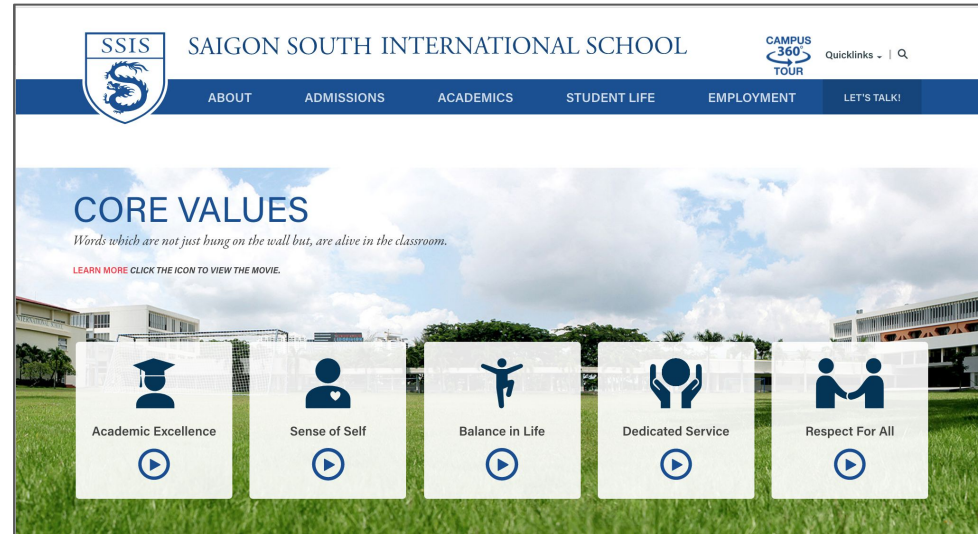 SSIS
SAIGON SOUTH INTERNATIONAL SCHOOL
CAMPUS
360°
TOUR
Quicklinks
ABOUT
ADMISSIONS
ACADEMICS
STUDENT LIFE
EMPLOYMENT
LET'S TALK!
CORE VALUES
Words which are not just hung on the wall but, are alive in the classroom.
LEARN MORE CLICK THE ICON TO VIEW THE MOVIE.
Academic Excellence
Sense of Self
Balance in Life
Dedicated Service
Respect For All